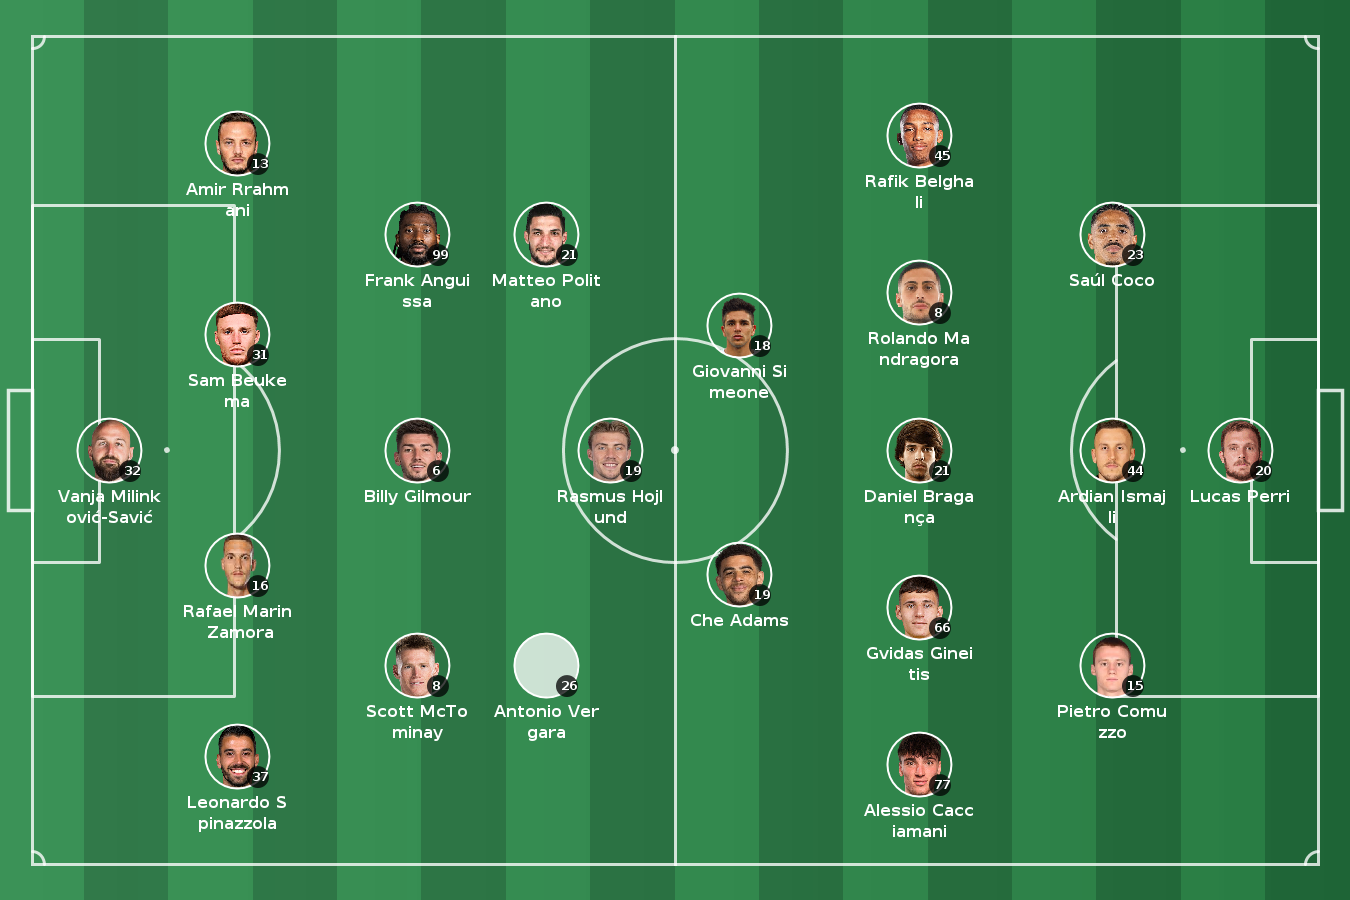 13
Amir Rrahm
ani
31
Sam Beuke
ma
32
Vanja Milink
ović-Savić
16
Rafael Marin
Zamora
37
Leonardo S
pinazzola
99
Frank Angui
ssa
6
Billy Gilmour
8
Scott McTo
minay
21
Matteo Polit
ano
26
Antonio Ver
gara
19
Rasmus Hojl
und
18
Giovanni Si
meone
19
Che Adams
45
Rafik Belgha
li
8
Rolando Ma
ndragora
21
Daniel Braga
nça
66
Gvidas Ginei
tis
77
Alessio Cacc
iamani
23
Saúl Coco
44
Ardian Ismaj
li
15
Pietro Comu
zzo
20
Lucas Perri